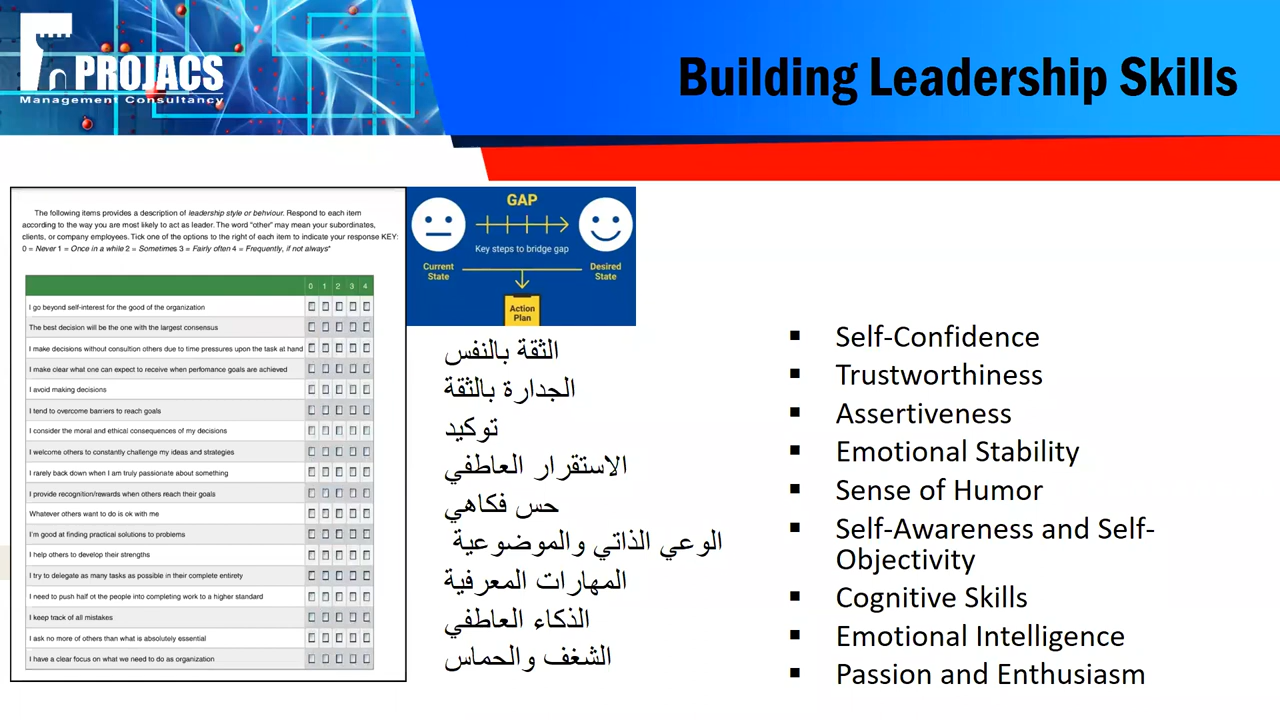 PROJACS
Management Consultancy
Building Leadership Skills
The following items provides a description of leadership style or behviour. Respond to each item
according to the way you are most likely to act as leader. The word "other" may mean your subordinates,
clients, or company employees. Tick one of the options to the right of each item to indicate your response KEY:
0 = Never 1 = Once in a while 2 = Sometimes 3 = Fairly often 4 = Frequently, if not always"
0 1 2 3 4
I go beyond self-interest for the good of the organization
The best decision will be the one with the largest consensus
I make decisions without consultion others due to time pressures upon the task at hand
I make clear what one can expect to receive when perfomance goals are achieved
I avoid making decisions
I tend to overcome barriers to reach goals
I consider the moral and ethical consequences of my decisions
I welcome others to constantly challenge my ideas and strategies
I rarely back down when I am truly passionate about something
I provide recognition/rewards when others reach their goals
Whatever others want to do is ok with me
I'm good at finding practical solutions to problems
I help others to develop their strengths
I try to delegate as many tasks as possible in their complete entirety
I need to push half ot the people into completing work to a higher standard
I keep track of all mistakes
I ask no more of others than what is absolutely essential
I have a clear focus on what we need to do as organization
GAP
Key steps to bridge gap
Current
State
Desired
State
Action
Plan
الثقة بالنفس
الجدارة بالثقة
توكيد
الاستقرار العاطفي
حس فكاهي
الوعي الذاتي والموضوعية
المهارات المعرفية
الذكاء العاطفي
الشغف والحماس
▪ Self-Confidence
▪ Trustworthiness
▪ Assertiveness
▪ Emotional Stability
▪ Sense of Humor
▪ Self-Awareness and Self-
Objectivity
▪ Cognitive Skills
▪ Emotional Intelligence
▪ Passion and Enthusiasm